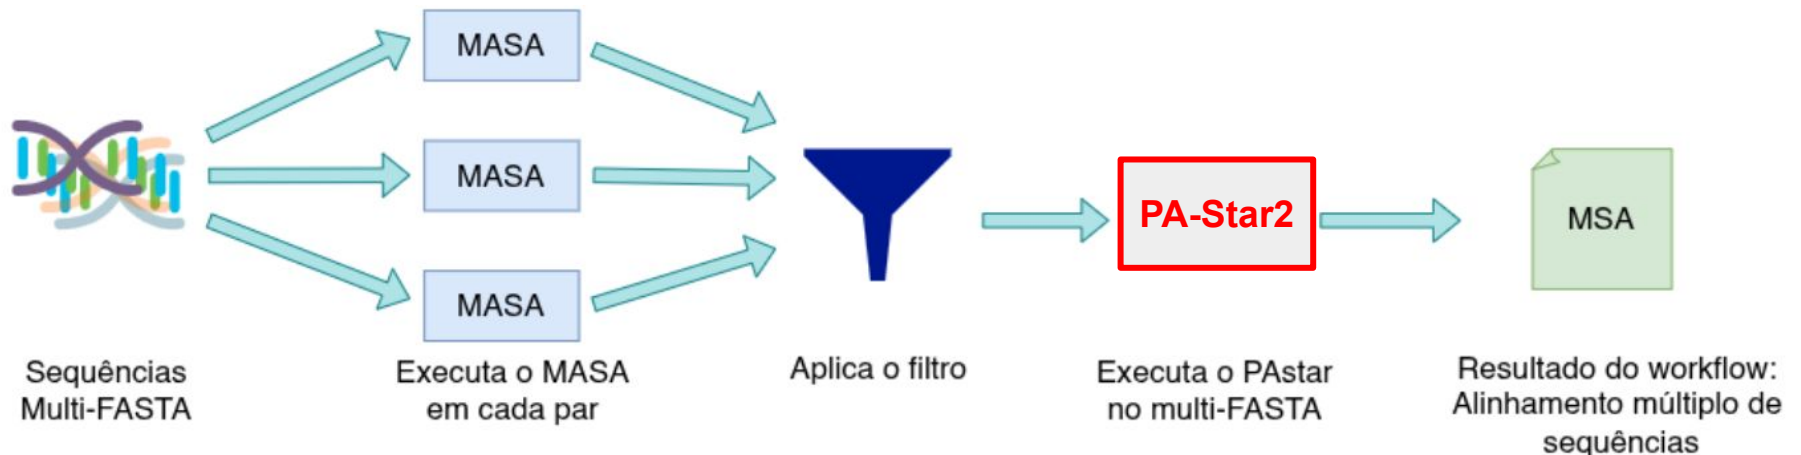 MASA
MASA
MASA
PA-Star2
MSA
Sequências
Multi-FASTA
Executa o MASA
em cada par
Aplica o filtro
Executa o PAstar
no multi-FASTA
Resultado do workflow:
Alinhamento múltiplo de
sequências